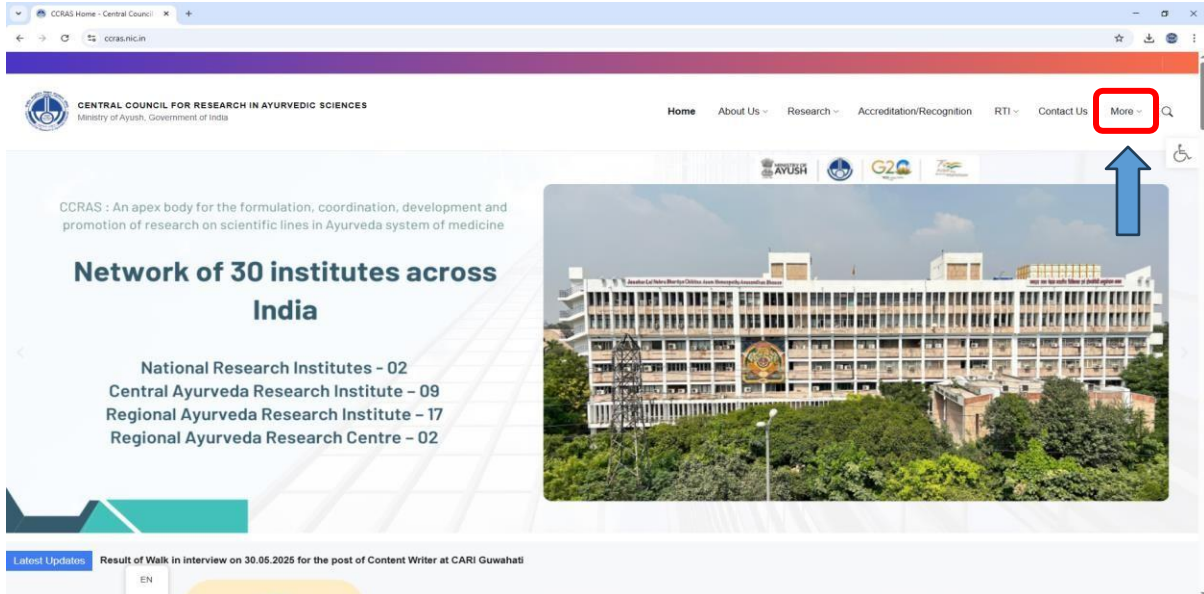 CCRAS Home - Central Council
ccras.nic.in
CENTRAL COUNCIL FOR RESEARCH IN AYURVEDIC SCIENCES
Ministry of Ayush, Government of India
Home About Us Research Accreditation/Recognition RTI Contact Us More
MINISTRY OF
AYUSH
G20
CCRAS : An apex body for the formulation, coordination, development and
promotion of research on scientific lines in Ayurveda system of medicine
Network of 30 institutes across
India
National Research Institutes - 02
Central Ayurveda Research Institute – 09
Regional Ayurveda Research Institute – 17
Regional Ayurveda Research Centre – 02
Latest Updates Result of Walk in interview on 30.05.2025 for the post of Content Writer at CARI Guwahati
EN